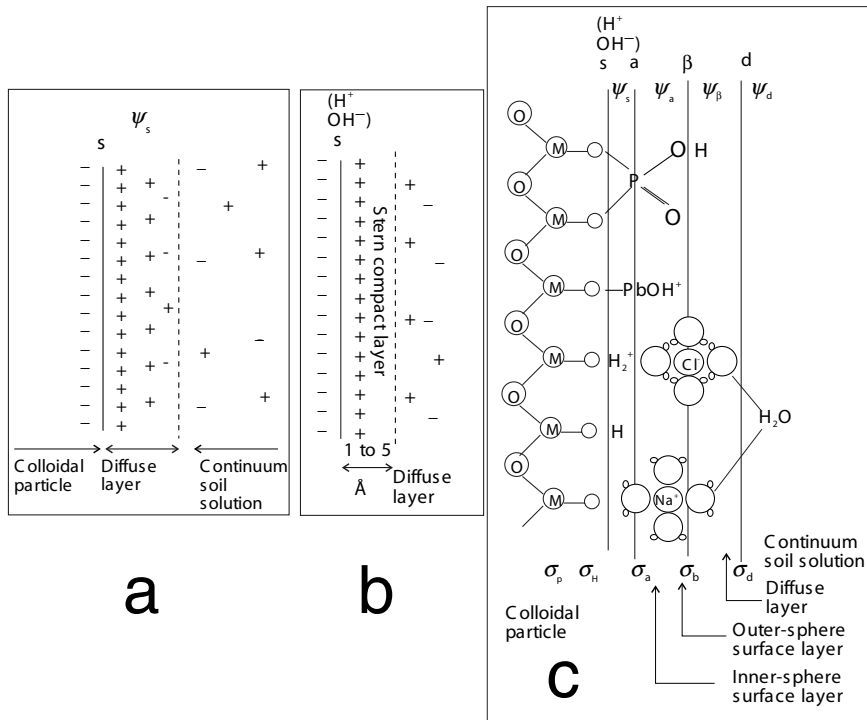 ψs
s
Colloidal
particle
Diffuse
layer
Continuum
soil
solution
a
(H+
OH−)
s
Stern compact layer
1 to 5
Å
Diffuse
layer
b
(H+
OH−)
s a β d
ψs ψa ψβ ψd
O
M
OH
O
P
M
O
O
M
PbOH+
O
M
H2+
Cl-
O
M
H
H2O
O
M
Na+
σp σH σa σb σd
Continuum
soil solution
Diffuse
layer
Colloidal
particle
Outer-sphere
surface layer
Inner-sphere
surface layer
c